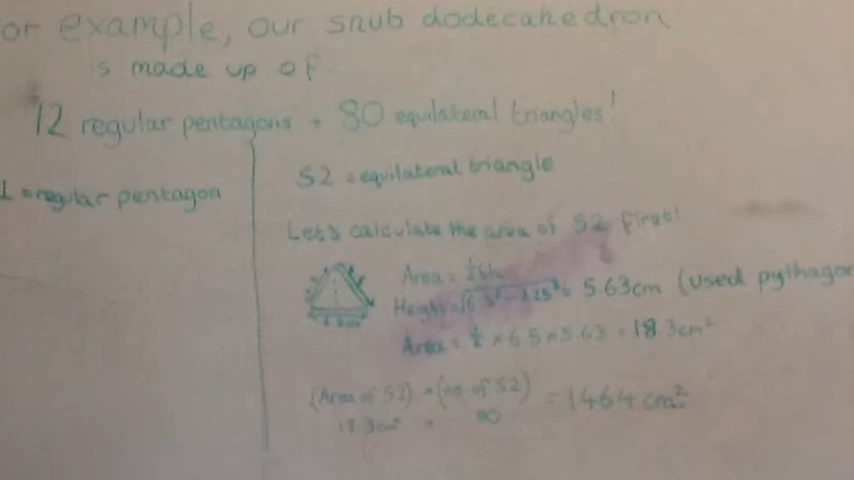 or example, our snub dodecahedron
is made up of
12 regular pentagons + 80 equilateral triangles!
1 = regular pentagon
S2 = equilateral triangle
Let's calculate the area of S2 first!
Area = ½bh
Height = √6.5² - 3.25² = 5.63cm (used pythagor
Area = ½ × 6.5 × 5.63 = 18.3cm²
(Area of S2) × (no of S2) = 1464 cm²
18.3cm² × 80